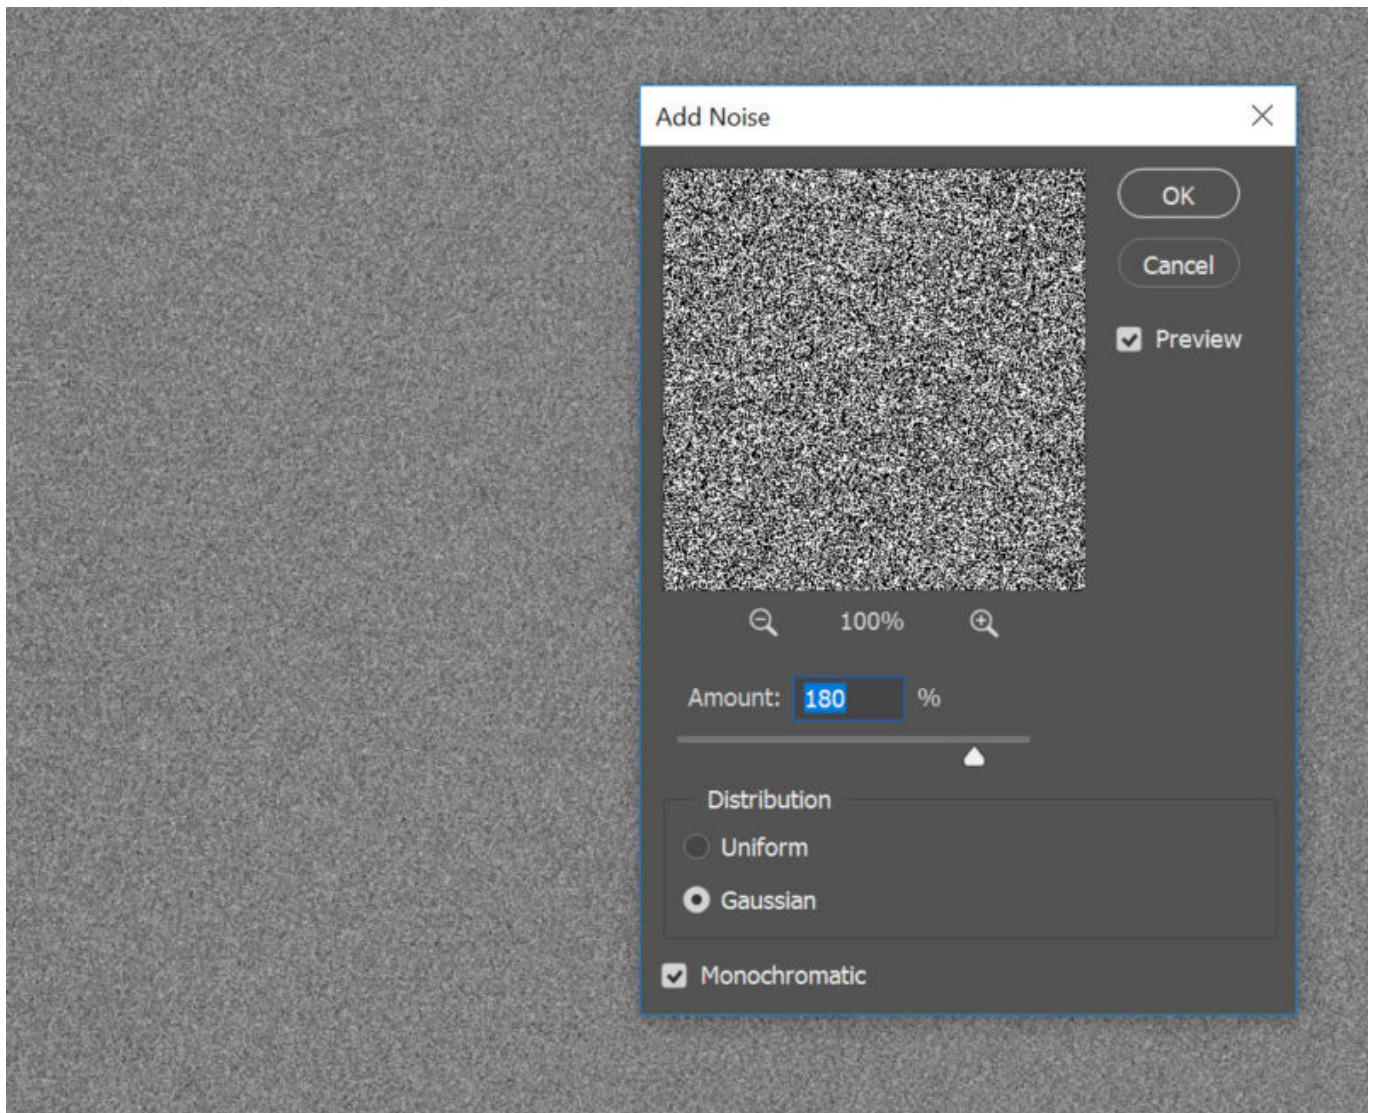 Add Noise
OK
Cancel
Preview
100%
Amount: 180 %
Distribution
Uniform
Gaussian
Monochromatic